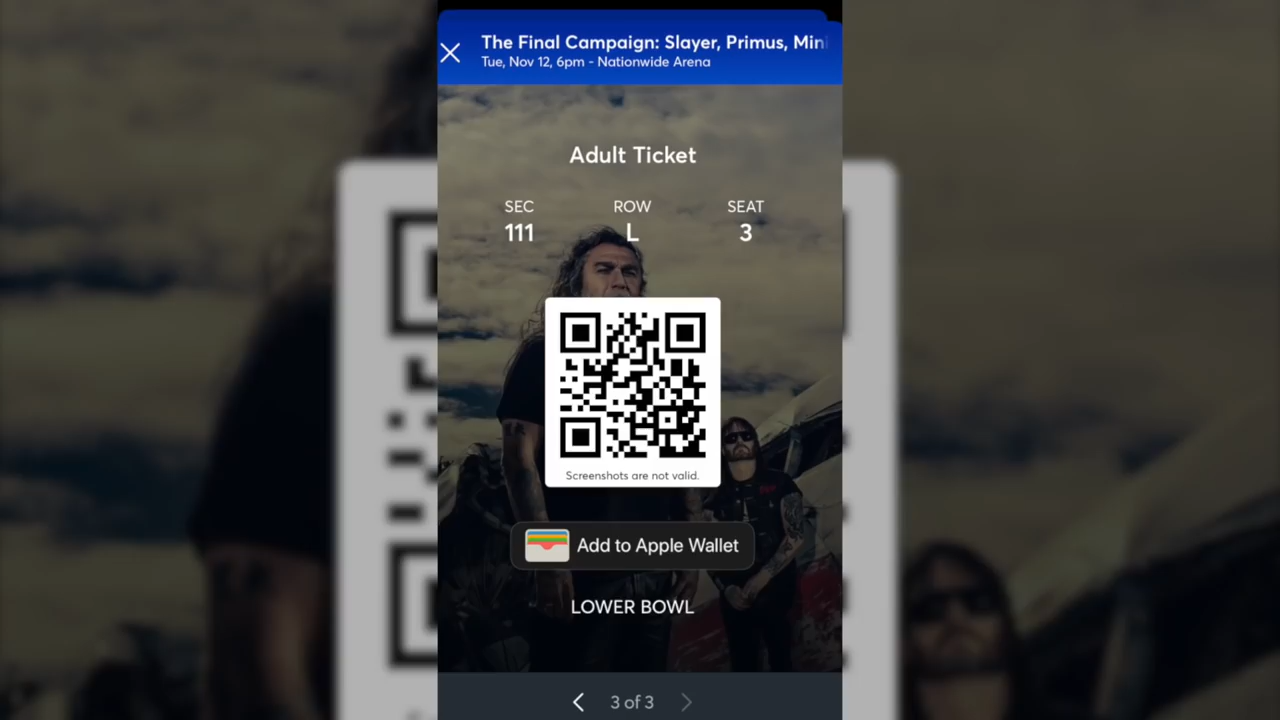 The Final Campaign: Slayer, Primus, Mini
Tue, Nov 12, 6pm - Nationwide Arena
Adult Ticket
SEC ROW SEAT
111 L 3
Screenshots are not valid.
Add to Apple Wallet
LOWER BOWL
3 of 3